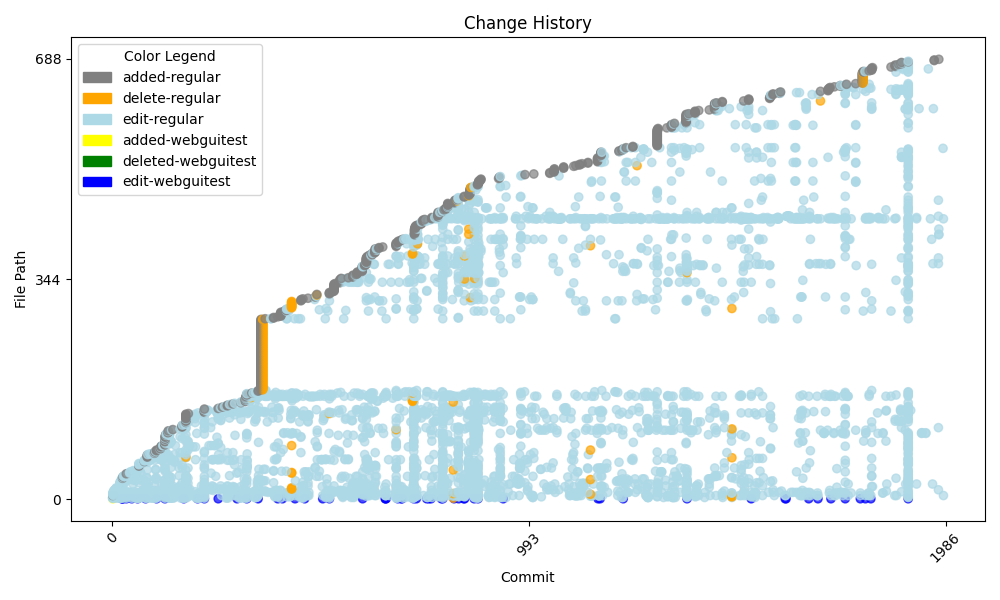 Change History
Color Legend
added-regular
delete-regular
edit-regular
added-webguitest
deleted-webguitest
edit-webguitest
688
344
0
File Path
0
993
1986
Commit